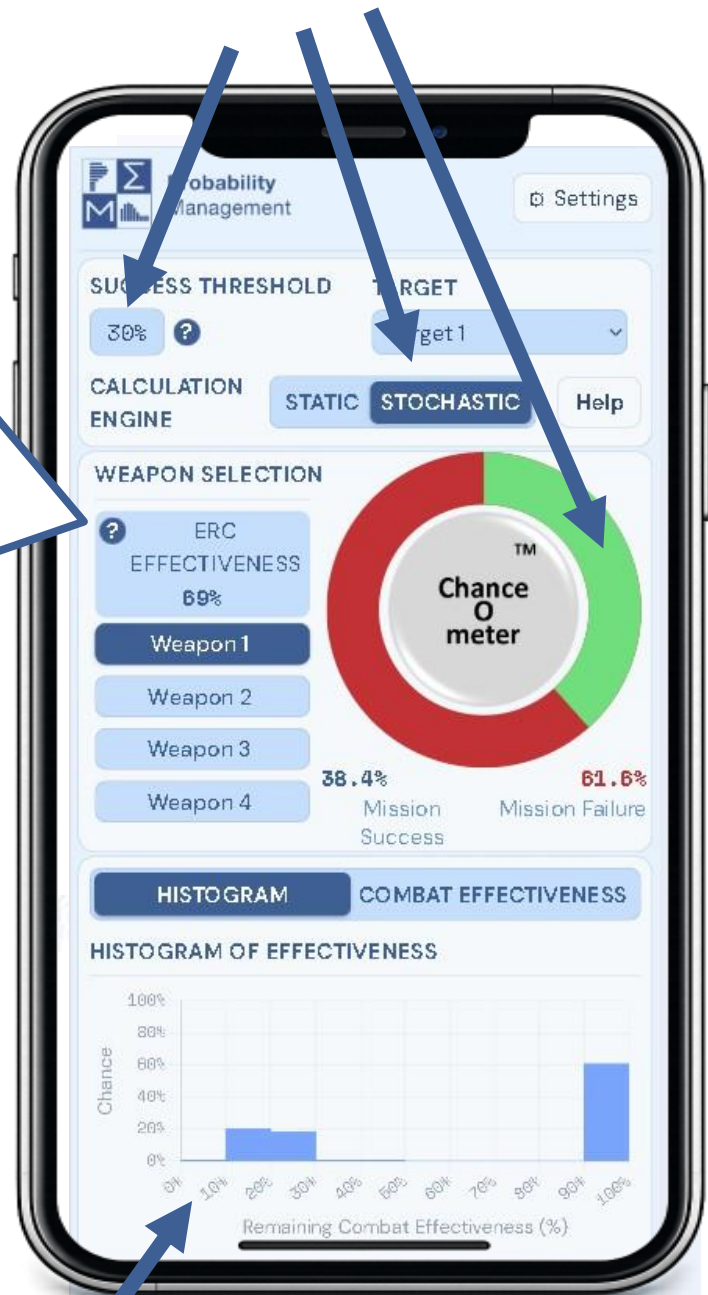 P Σ
M
Probability
Management
Settings
SUCCESS THRESHOLD TARGET
30% ? Target 1
CALCULATION
ENGINE
STATIC STOCHASTIC Help
WEAPON SELECTION
? ERC
EFFECTIVENESS
69%
Weapon 1
Weapon 2
Weapon 3
Weapon 4
TM
Chance
O
meter
38.4% 61.6%
Mission Mission Failure
Success
HISTOGRAM COMBAT EFFECTIVENESS
HISTOGRAM OF EFFECTIVENESS
100%
80%
60%
40%
20%
0%
Chance
0% 10% 20% 30% 40% 50% 60% 70% 80% 90% 100%
Remaining Combat Effectiveness (%)